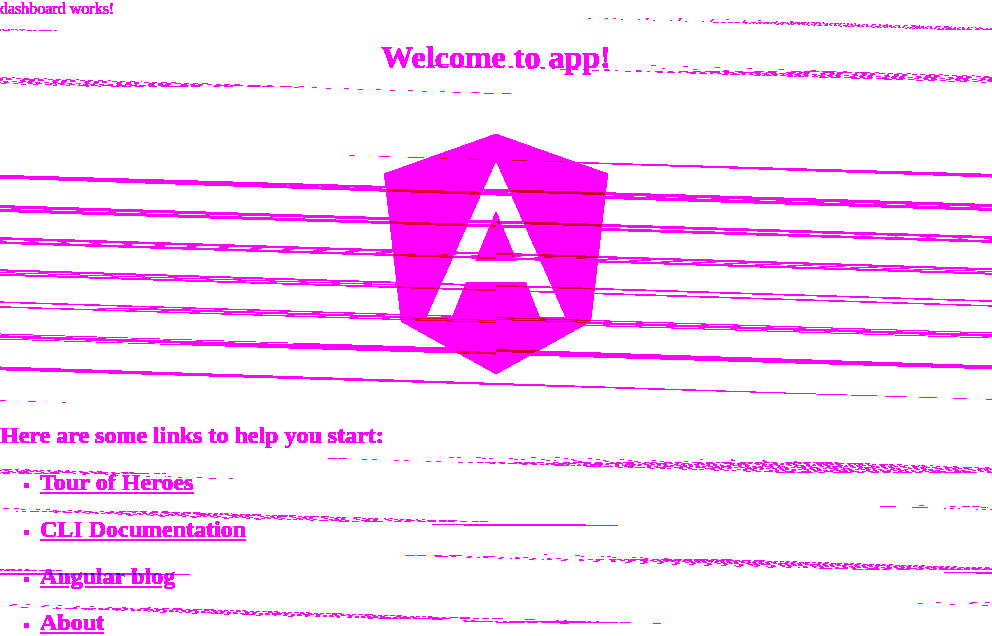 dashboard works!
Welcome to app!
A
Here are some links to help you start:
Tour of Heroes
CLI Documentation
Angular blog
About